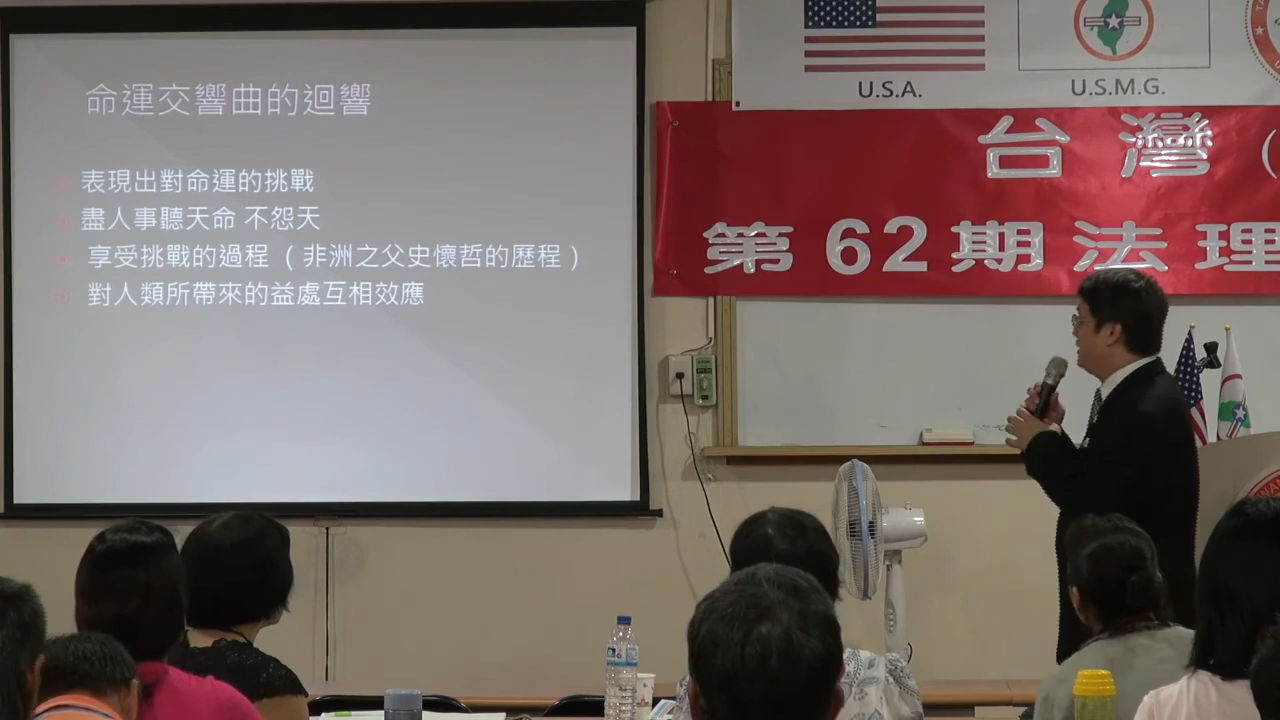 命運交響曲的迴響
表現出對命運的挑戰
盡人事聽天命 不怨天
享受挑戰的過程 （非洲之父史懷哲的歷程）
對人類所帶來的益處互相效應
U.S.A.
U.S.M.G.
台灣（
第62期法理